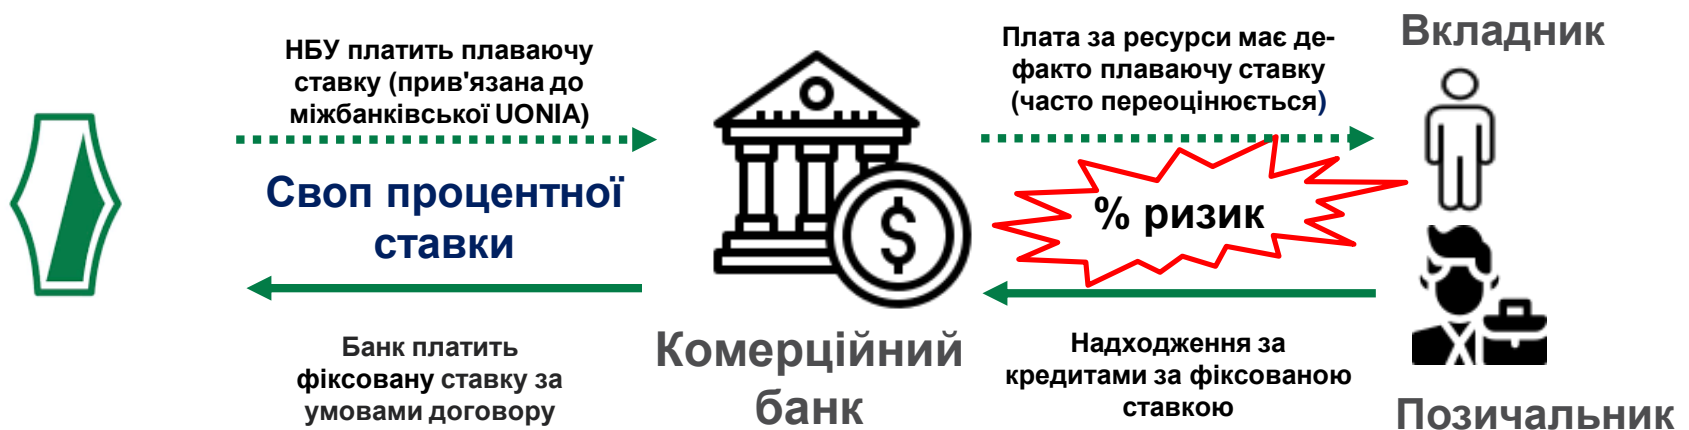 НБУ платить плаваючу
ставку (прив'язана до
міжбанківської UONIA)
Своп процентної
ставки
Банк платить
фіксовану ставку за
умовами договору
Комерційний
банк
Плата за ресурси має де-
факто плаваючу ставку
(часто переоцінюється)
% ризик
Надходження за
кредитами за фіксованою
ставкою
Вкладник
Позичальник